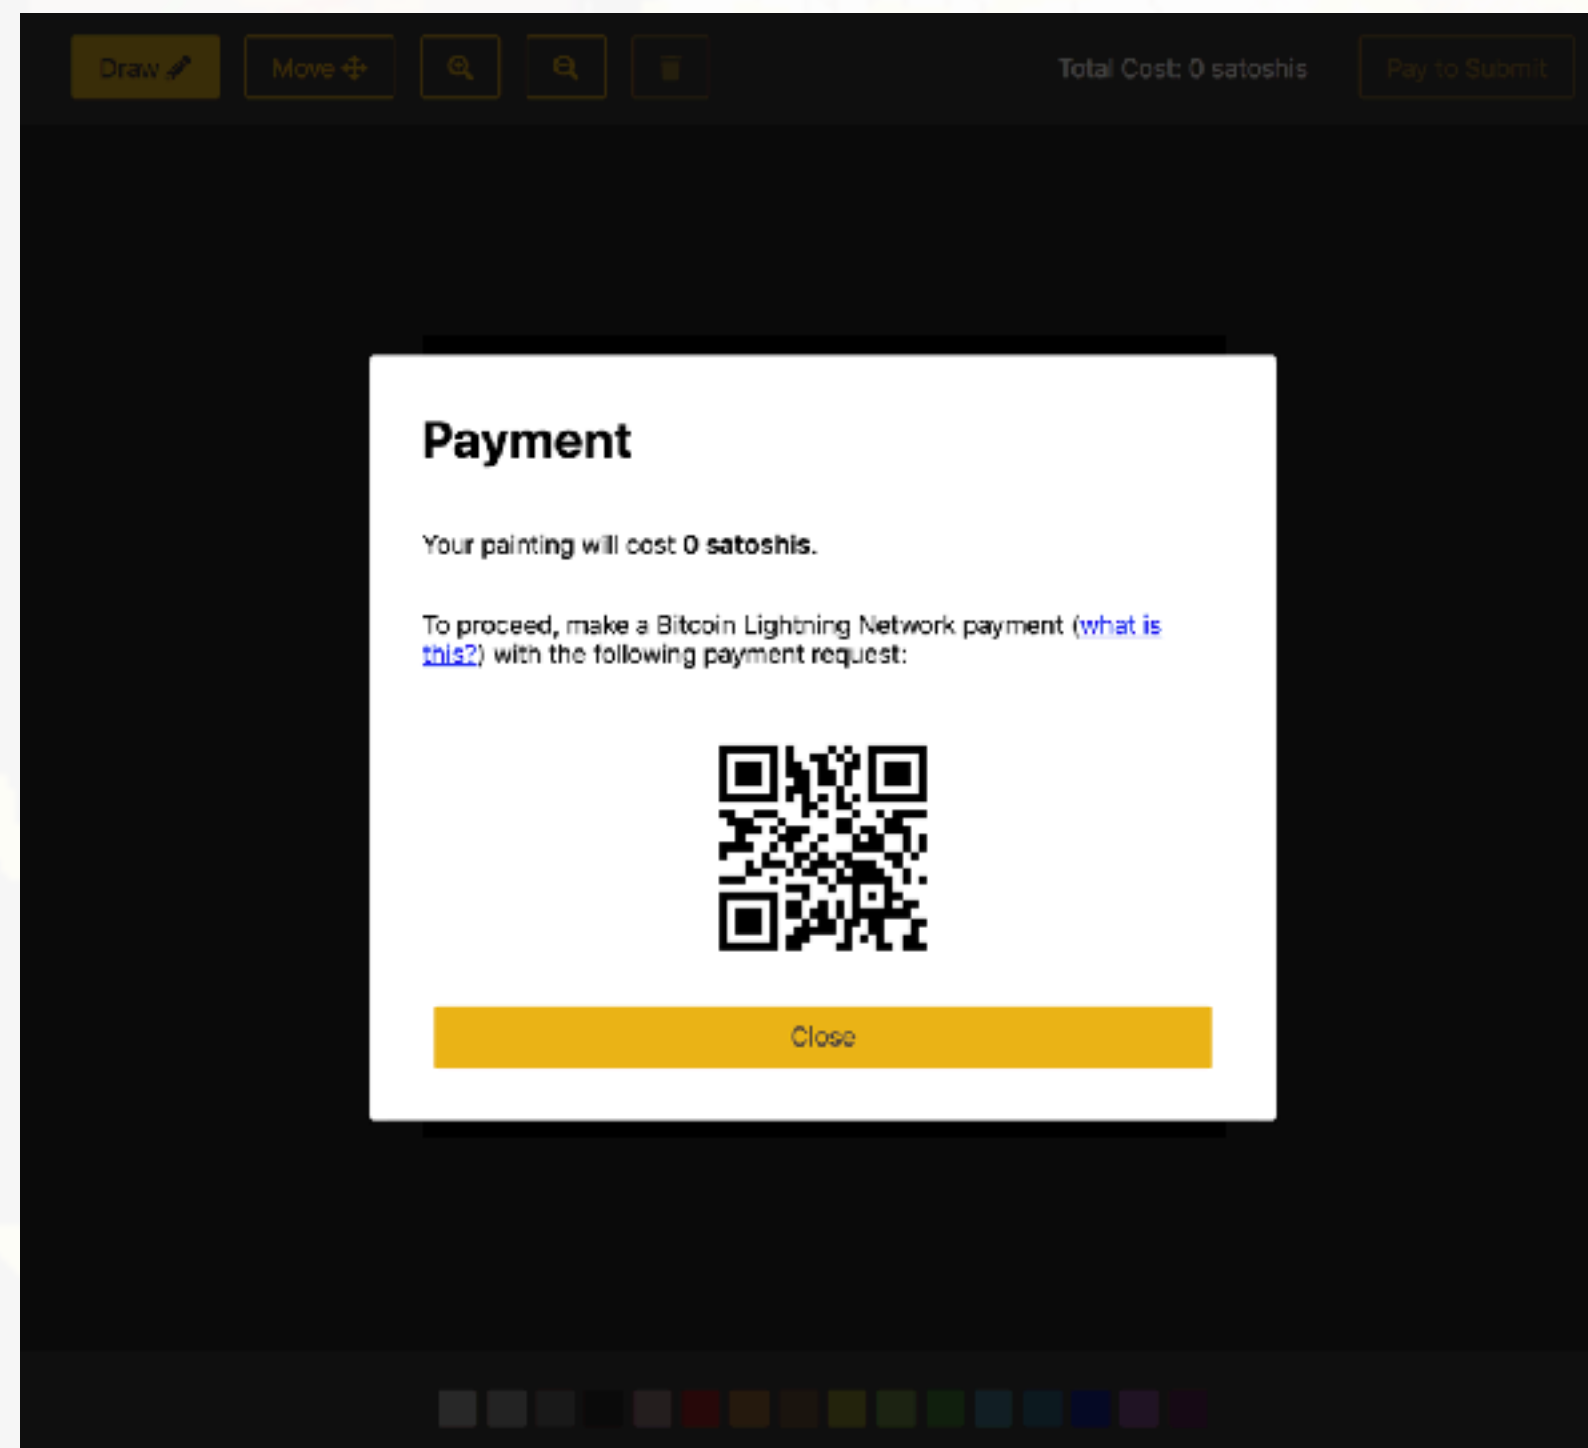 Draw
Move
Total Cost: 0 satoshis
Pay to Submit
Payment
Your painting will cost 0 satoshis.
To proceed, make a Bitcoin Lightning Network payment (what is
this?) with the following payment request:
Close